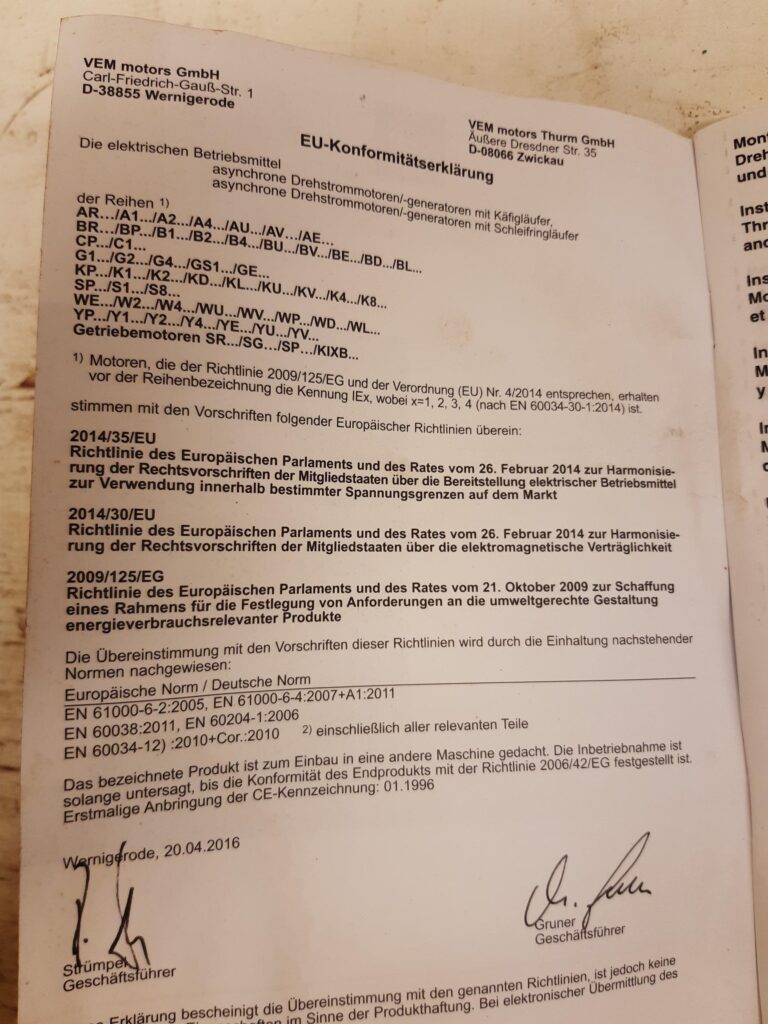 VEM motors GmbH
Carl-Friedrich-Gauß-Str. 1
D-38855 Wernigerode
VEM motors Thurm GmbH
Äußere Dresdner Str. 35
D-08066 Zwickau
EU-Konformitätserklärung
Die elektrischen Betriebsmittel
asynchrone Drehstrommotoren/-generatoren mit Käfigläufer,
asynchrone Drehstrommotoren/-generatoren mit Schleifringläufer
der Reihen 1)
AR.../A1.../A2.../A4.../AU.../AV.../AE...
BR.../BP.../B1.../B2.../B4.../BU.../BV.../BE.../BD.../BL...
CP.../C1...
G1.../G2.../G4.../GS1.../GE...
KP.../K1.../K2.../KD.../KL.../KU.../KV.../K4.../K8...
SP.../S1.../S8...
WE.../W2.../W4.../WU.../WV.../WP.../WD.../WL...
YP.../Y1.../Y2.../Y4.../YE.../YU.../YV...
Getriebemotoren SR.../SG.../SP.../KIXB...
1) Motoren, die der Richtlinie 2009/125/EG und der Verordnung (EU) Nr. 4/2014 entsprechen, erhalten
vor der Reihenbezeichnung die Kennung IEx, wobei x=1, 2, 3, 4 (nach EN 60034-30-1:2014) ist.
stimmen mit den Vorschriften folgender Europäischer Richtlinien überein:
2014/35/EU
Richtlinie des Europäischen Parlaments und des Rates vom 26. Februar 2014 zur Harmonisie-
rung der Rechtsvorschriften der Mitgliedstaaten über die Bereitstellung elektrischer Betriebsmittel
zur Verwendung innerhalb bestimmter Spannungsgrenzen auf dem Markt
2014/30/EU
Richtlinie des Europäischen Parlaments und des Rates vom 26. Februar 2014 zur Harmonisie-
rung der Rechtsvorschriften der Mitgliedstaaten über die elektromagnetische Verträglichkeit
2009/125/EG
Richtlinie des Europäischen Parlaments und des Rates vom 21. Oktober 2009 zur Schaffung
eines Rahmens für die Festlegung von Anforderungen an die umweltgerechte Gestaltung
energieverbrauchsrelevanter Produkte
Die Übereinstimmung mit den Vorschriften dieser Richtlinien wird durch die Einhaltung nachstehender
Normen nachgewiesen:
Europäische Norm / Deutsche Norm
EN 61000-6-2:2005, EN 61000-6-4:2007+A1:2011
EN 60038:2011, EN 60204-1:2006
EN 60034-12) :2010+Cor.:2010 2) einschließlich aller relevanten Teile
Das bezeichnete Produkt ist zum Einbau in eine andere Maschine gedacht. Die Inbetriebnahme ist
solange untersagt, bis die Konformität des Endprodukts mit der Richtlinie 2006/42/EG festgestellt ist.
Erstmalige Anbringung der CE-Kennzeichnung: 01.1996
Wernigerode, 20.04.2016
Strümpel
Geschäftsführer
Gruner
Geschäftsführer
Erklärung bescheinigt die Übereinstimmung mit den genannten Richtlinien, ist jedoch keine
im Sinne der Produkthaftung. Bei elektronischer Übermittlung des
Mont
Dreh
und
Inst
Thr
and
Ins
Mo
et
In
M
y